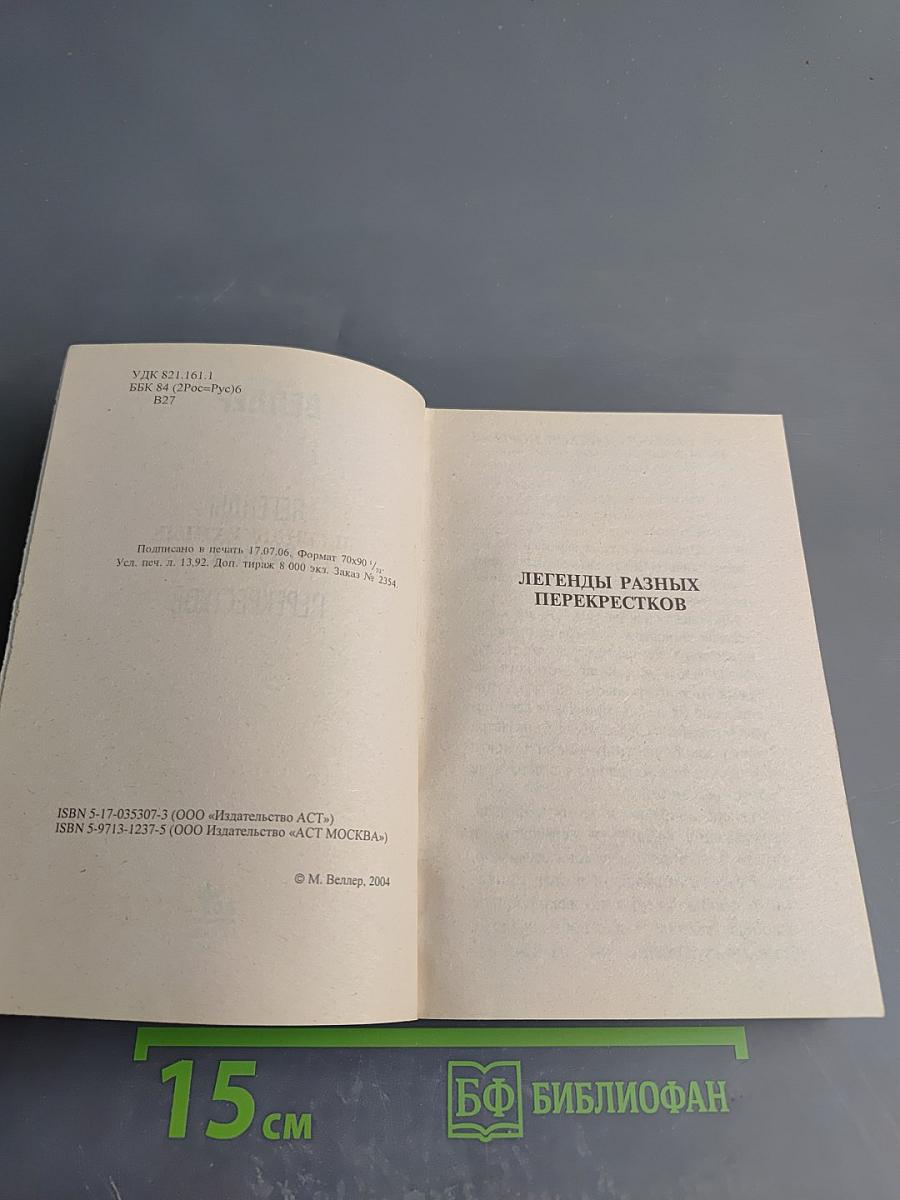 УДК 821.161.1
ББК 84 (2Рос=Рус)6
В27
Подписано в печать 17.07.06. Формат 70x90 1/32.
Усл. печ. л. 13,92. Доп. тираж 8 000 экз. Заказ № 2354
ISBN 5-17-035307-3 (ООО «Издательство АСТ»)
ISBN 5-9713-1237-5 (ООО Издательство «АСТ МОСКВА»)
© М. Веллер, 2004
ЛЕГЕНДЫ РАЗНЫХ
ПЕРЕКРЕСТКОВ
15 см
БФ БИБЛИОФАН